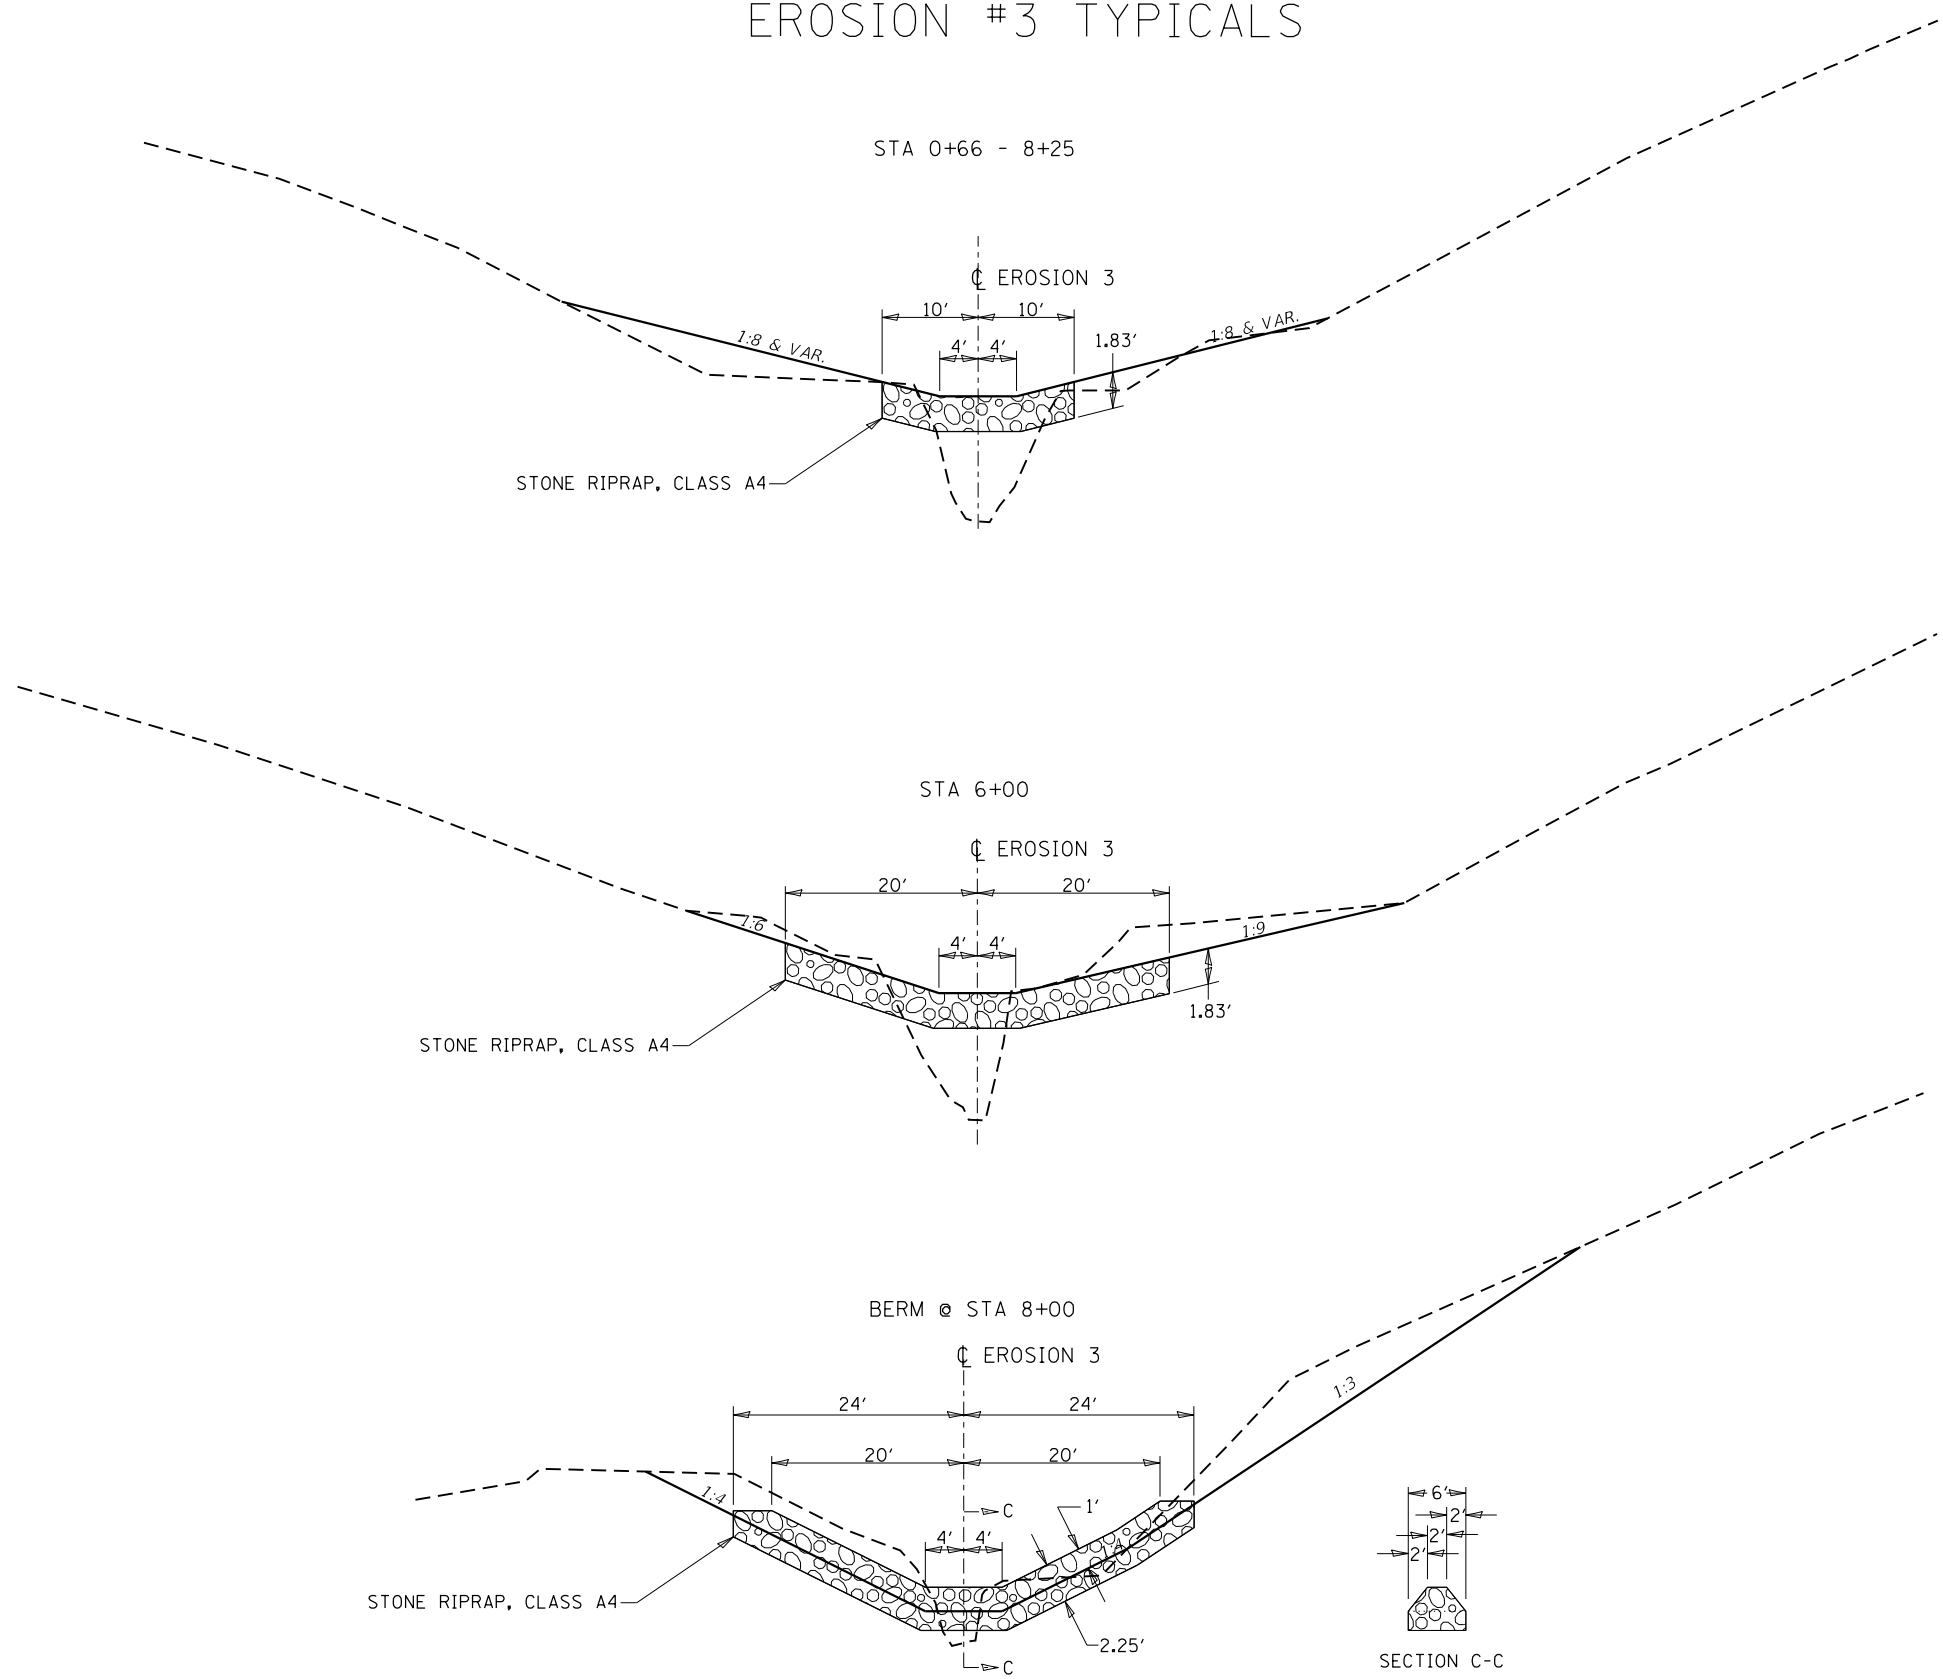 EROSION #3 TYPICALS
STA 0+66 - 8+25
℄ EROSION 3
10' 10'
1:8 & VAR.
4' 4'
1:8 & VAR.
1.83'
STONE RIPRAP, CLASS A4
STA 6+00
℄ EROSION 3
20' 20'
1:6
4' 4'
1:9
1.83'
STONE RIPRAP, CLASS A4
BERM @ STA 8+00
℄ EROSION 3
24' 24'
1:3
20' 20'
1:4
C
1'
4' 4'
1:4
STONE RIPRAP, CLASS A4
2.25'
C
6'
2'
2'
2'
SECTION C-C